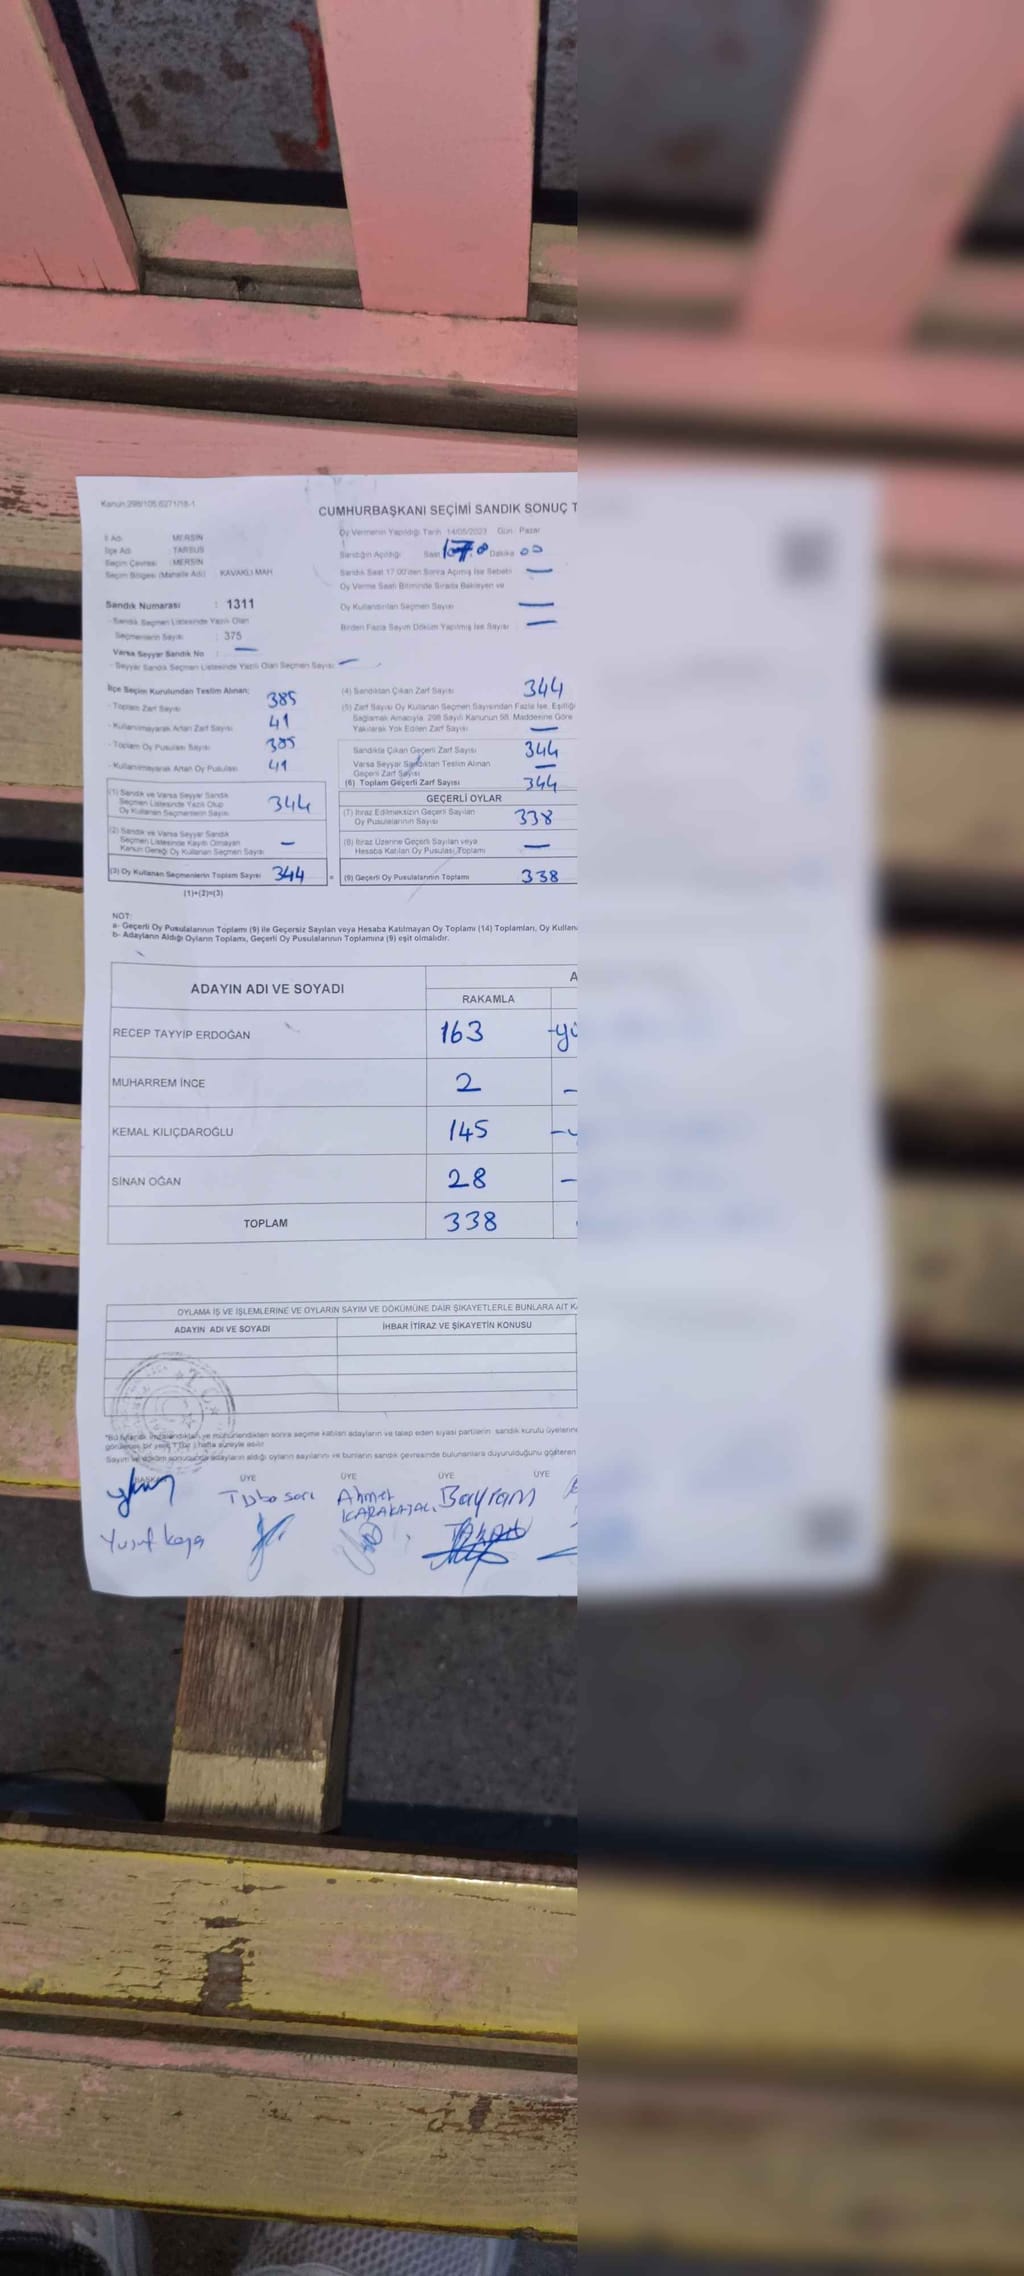 Kanun:298/105,6271/18-1
CUMHURBAŞKANI SEÇİMİ SANDIK SONUÇ T
İl Adı MERSİN
İlçe Adı TARSUS
Seçim Çevresi MERSİN
Seçim Bölgesi (Mahalle Adı) KAVAKLI MAH
Oy Vermenin Yapıldığı Tarih 14/05/2023 Gün : Pazar
Sandığın Açıldığı Saat Dakika 00
Sandık Saat 17:00'den Sonra Açılmış İse Sebebi —
Oy Verme Saati Bitiminde Sırada Bekleyen ve
Oy Kullandırılan Seçmen Sayısı —
Birden Fazla Sayım Döküm Yapılmış İse Sayısı —
Sandık Numarası : 1311
- Sandık Seçmen Listesinde Yazılı Olan
Seçmenlerin Sayısı : 375
Varsa Seyyar Sandık No : —
- Seyyar Sandık Seçmen Listesinde Yazılı Olan Seçmen Sayısı —
İlçe Seçim Kurulundan Teslim Alınan;
- Toplam Zarf Sayısı 385
- Kullanılmayarak Artan Zarf Sayısı 41
- Toplam Oy Pusulası Sayısı 385
- Kullanılmayarak Artan Oy Pusulası 41
(1) Sandık ve Varsa Seyyar Sandık
Seçmen Listesinde Yazılı Olup
Oy Kullanan Seçmenlerin Sayısı 344
(2) Sandık ve Varsa Seyyar Sandık
Seçmen Listesinde Kayıtlı Olmayan
Kanun Gereği Oy Kullanan Seçmen Sayısı —
(3) Oy Kullanan Seçmenlerin Toplam Sayısı 344 =
(1)+(2)=(3)
(4) Sandıktan Çıkan Zarf Sayısı 344
(5) Zarf Sayısı Oy Kullanan Seçmen Sayısından Fazla İse, Eşitliği
Sağlamak Amacıyla, 298 Sayılı Kanunun 98. Maddesine Göre
Yakılarak Yok Edilen Zarf Sayısı —
Sandıkta Çıkan Geçerli Zarf Sayısı 344
Varsa Seyyar Sandıktan Teslim Alınan
Geçerli Zarf Sayısı —
(6) Toplam Geçerli Zarf Sayısı 344
GEÇERLİ OYLAR
(7) İtiraz Edilmeksizin Geçerli Sayılan
Oy Pusulalarının Sayısı 338
(8) İtiraz Üzerine Geçerli Sayılan veya
Hesaba Katılan Oy Pusulası Toplamı —
(9) Geçerli Oy Pusulalarının Toplamı 338
NOT:
a- Geçerli Oy Pusulalarının Toplamı (9) ile Geçersiz Sayılan veya Hesaba Katılmayan Oy Toplamı (14) Toplamları, Oy Kullana
b- Adayların Aldığı Oyların Toplamı, Geçerli Oy Pusulalarının Toplamına (9) eşit olmalıdır.
ADAYIN ADI VE SOYADI A
RAKAMLA
RECEP TAYYİP ERDOĞAN 163 -yü
MUHARREM İNCE 2 -
KEMAL KILIÇDAROĞLU 145 -
SİNAN OĞAN 28 -
TOPLAM 338
OYLAMA İŞ VE İŞLEMLERİNE VE OYLARIN SAYIM VE DÖKÜMÜNE DAİR ŞİKAYETLERLE BUNLARA AİT KA
ADAYIN ADI VE SOYADI İHBAR İTİRAZ VE ŞİKAYETİN KONUSU
T.C.
*Bu tutanak imzalandıktan ve mühürlendikten sonra seçime katılan adayların ve talep eden siyasi partilerin sandık kurulu üyelerine
görülecek bir yere 1 (bir) hafta süreyle asılır.
Sayım ve döküm sonucunda adayların aldığı oyların sayılarını ve bunların sandık çevresinde bulunanlara duyurulduğunu gösteren
BAŞKAN ÜYE ÜYE ÜYE ÜYE
Ahmet Bayram
KARAKAJALI
Yusuf kaya